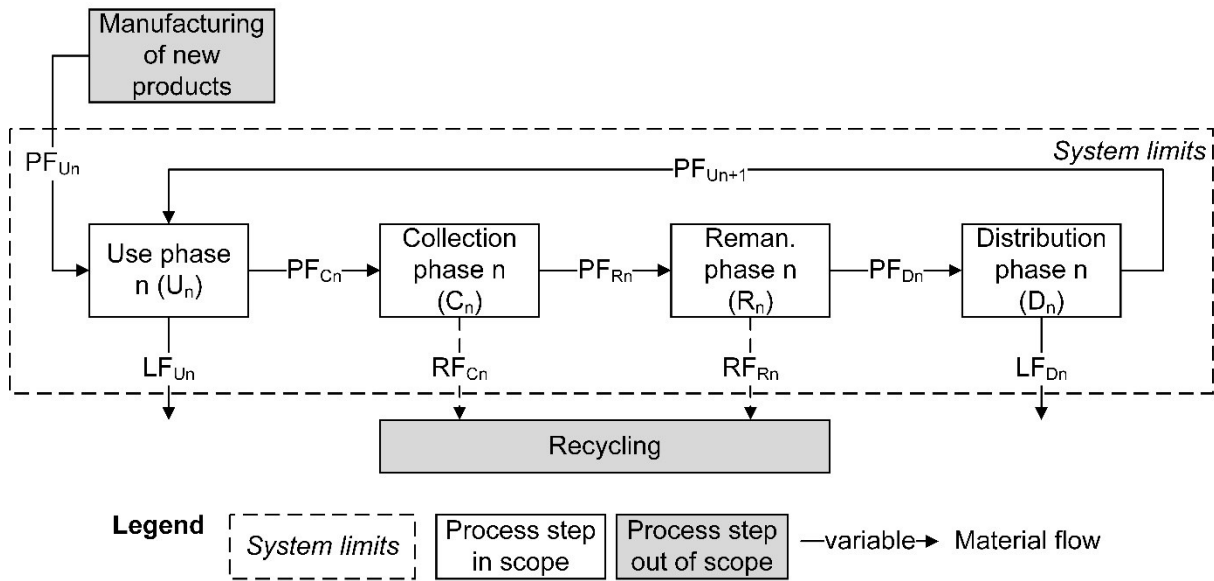 Manufacturing
of new
products
System limits
PF_Un
PF_Un+1
Use phase
n (U_n)
PF_Cn
Collection
phase n
(C_n)
PF_Rn
Reman.
phase n
(R_n)
PF_Dn
Distribution
phase n
(D_n)
LF_Un
RF_Cn
RF_Rn
LF_Dn
Recycling
Legend
System limits
Process step
in scope
Process step
out of scope
variable
Material flow